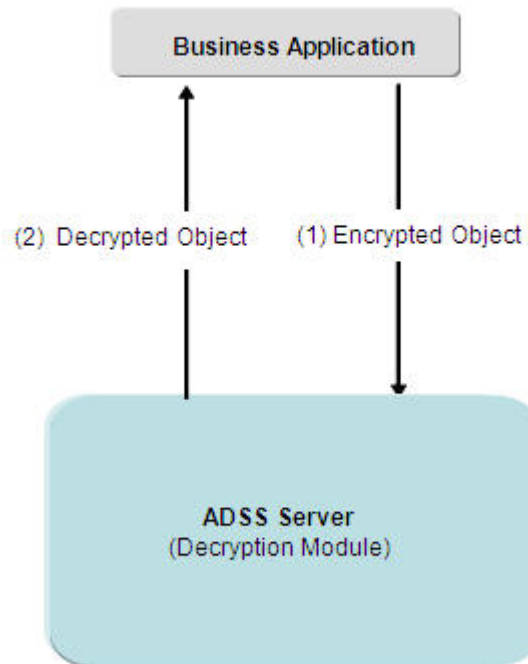 Business Application
(2) Decrypted Object
(1) Encrypted Object
ADSS Server
(Decryption Module)